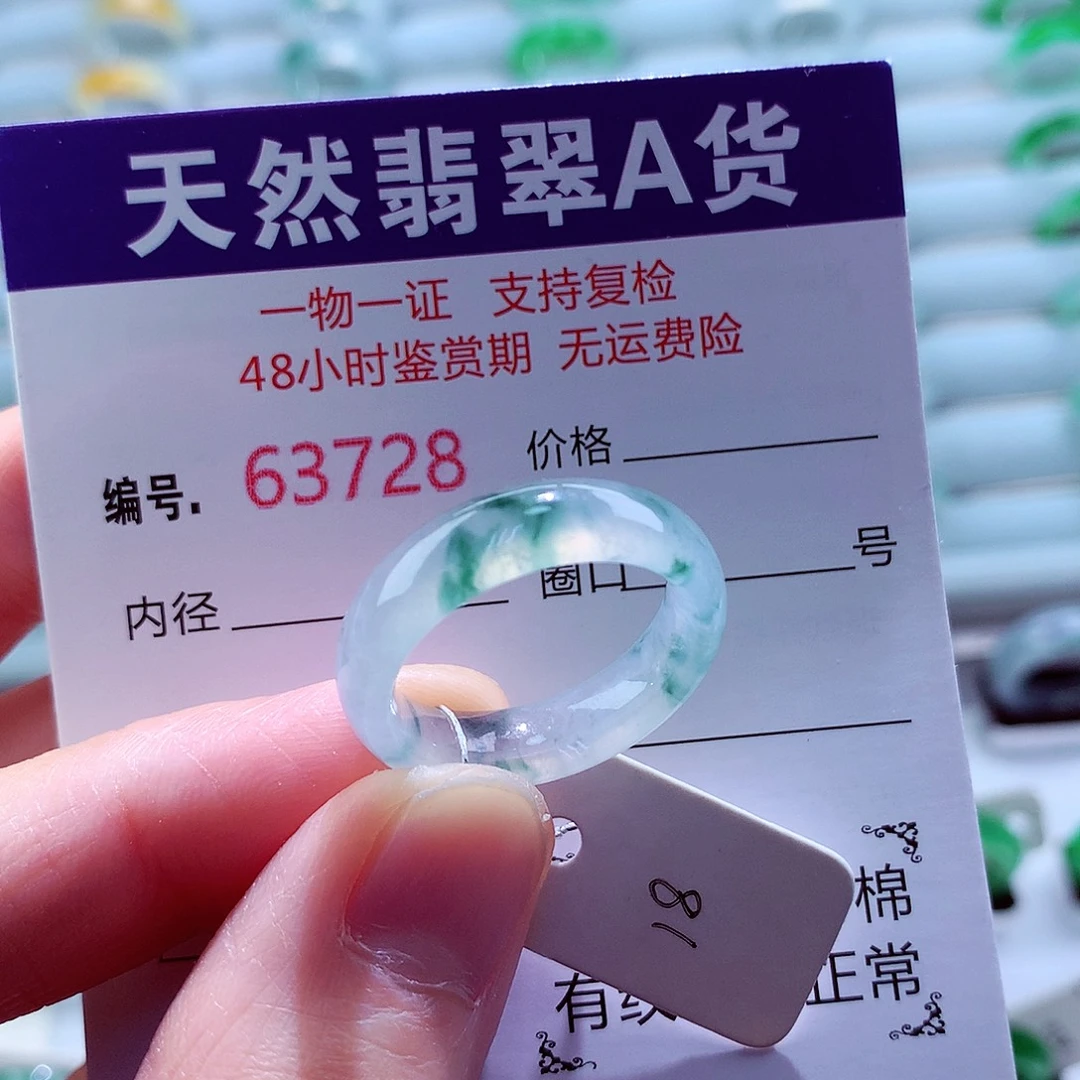 天然翡翠A货
一物一证 支持复检
48小时鉴赏期 无运费险
编号. 63728 价格
内径 圈口 号
18
棉
有纹 正常